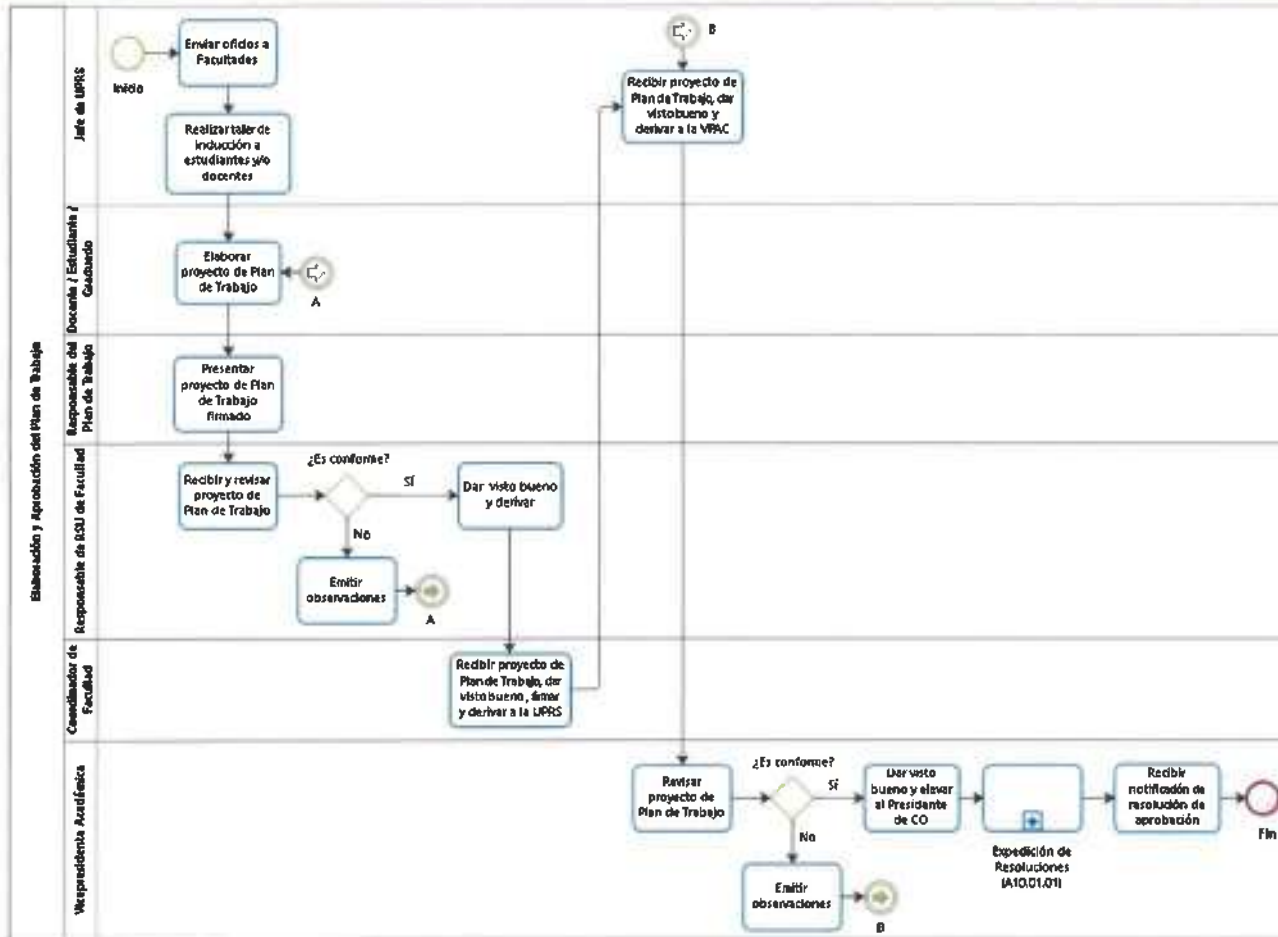 Elaboración y Aprobación del Plan de Trabajo
Jefe de UPRS
Inicio
Enviar oficios a
Facultades
Realizar taller de
inducción a
estudiantes y/o
docentes
B
Recibir proyecto de
Plan de Trabajo, dar
visto bueno y
derivar a la VPAC
Docente / Estudiante /
Graduado
Elaborar
proyecto de Plan
de Trabajo
A
Responsable del
Plan de Trabajo
Presentar
proyecto de Plan
de Trabajo
firmado
Responsable de RSU de Facultad
Recibir y revisar
proyecto de
Plan de Trabajo
¿Es conforme?
Sí
No
Dar visto bueno
y derivar
Emitir
observaciones
A
Coordinador de
Facultad
Recibir proyecto de
Plan de Trabajo, dar
visto bueno, firmar
y derivar a la UPRS
Vicepresidenta Académica
Revisar
proyecto de
Plan de Trabajo
¿Es conforme?
Sí
No
Dar visto
bueno y elevar
al Presidente
de CO
Expedición de
Resoluciones
(A10.01.01)
Recibir
notificación de
resolución de
aprobación
Fin
Emitir
observaciones
B